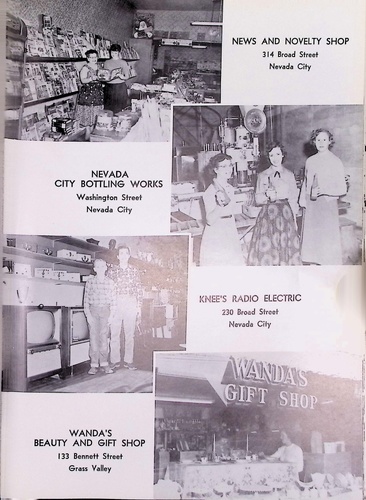 NEWS AND NOVELTY SHOP
314 Broad Street
Nevada City
NEVADA
CITY BOTTLING WORKS
Washington Street
Nevada City
KNEE'S RADIO ELECTRIC
230 Broad Street
Nevada City
WANDA'S
GIFT SHOP
WANDA'S
BEAUTY AND GIFT SHOP
133 Bennett Street
Grass Valley